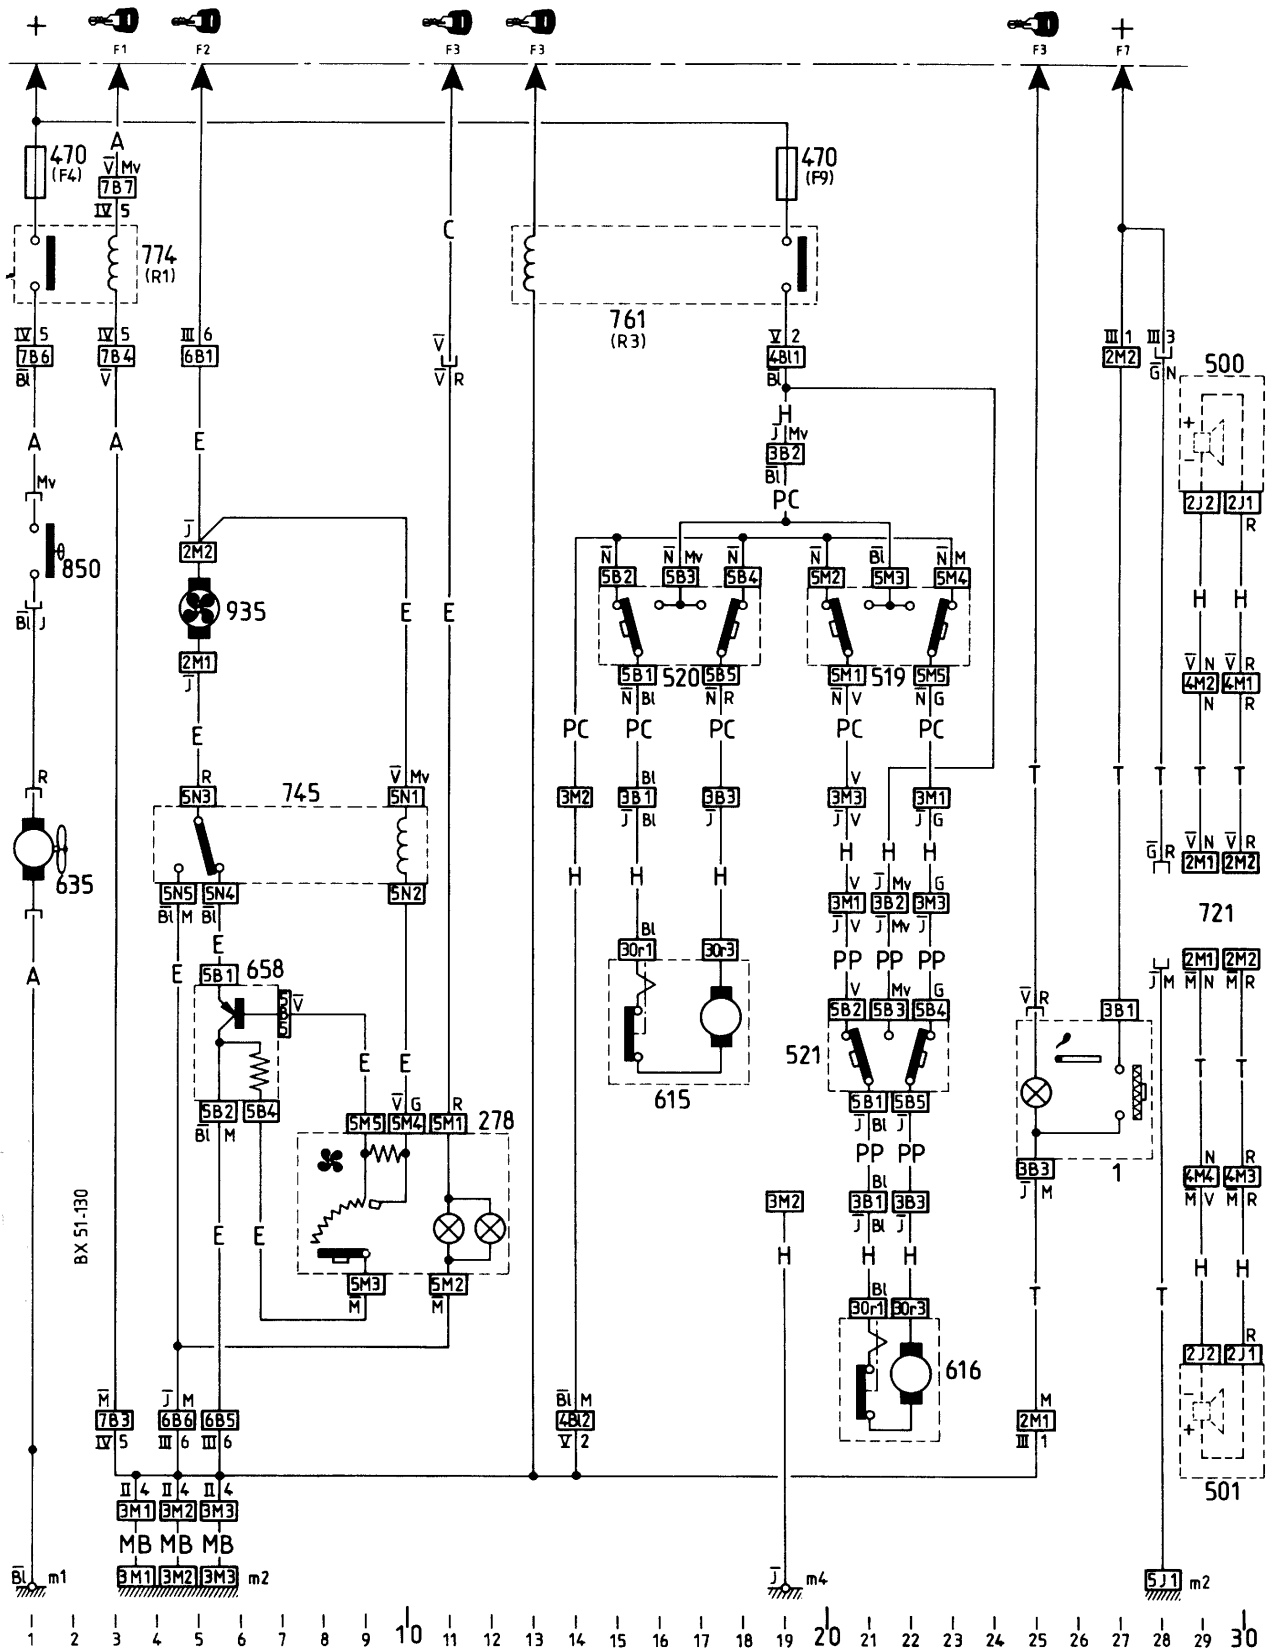 + +
F1 F2 F3 F3 F3 F7
A
470 (F4)
V̅ Mv
7B7
IV 5
470 (F9)
C
774 (R1)
761 (R3)
IV 5 IV 5 III 6
7B6 7B4 6B1
B̅l V̅
V̅
V̅ R
V 2
4Bl1
B̅l
III 1 III 3
2M2
G̅ N
500
+
−
A A E
H
J̅ Mv
3B2
B̅l
PC
Mv
J̅
2M2
2J2 2J1
R
850
935
N̅ N̅ Mv N̅ N̅ B̅l N̅ M
5B2 5B3 5B4 5M2 5M3 5M4
B̅l J
E E
H H
2M1
J̅
5B1 520 5B5 5M1 519 5M5
N̅ Bl N̅ R N̅ V N̅ G
V̅ N V̅ R
4M2 4M1
N R
E
PC PC PC PC PC
R
R V̅ Mv
5N3 745 5N1
Bl V
3M2 3B1 3B3 3M3 3M1
J̅ Bl J̅ J̅ V J̅ G
T T T T T
635
G̅ R V̅ N V̅ R
2M1 2M2
5N5 5N4 5N2
B̅l M B̅l
H H H H H H
V J̅ Mv G
3M1 3B2 3M3
J̅ V J̅ Mv J̅ G
721
A E E
5B1 658
Bl
30r1 30r3
PP PP PP
2M1 2M2
J̅ M M̅ N M̅ R
5B5 V̅
V Mv G
5B2 5B3 5B4
V̅ R
3B1
E E
521
T T
615
5B2 5B4
B̅l M
V̅ G R
5M5 5M4 5M1 278
5B1 5B5
J̅ Bl J̅
PP PP
3B3 1
J̅ M
N R
4M4 4M3
M̅ V M̅ R
BX 51-130
E E
3M2
Bl
3B1 3B3
J̅ Bl J̅
H H H
5M3 5M2
M̅ M̅
T T H H
Bl
30r1 30r3
616
R
2J2 2J1
−
+
501
M̅ J̅ M
7B3 6B6 6B5
IV 5 III 6 III 6
B̅l M
4Bl2
V 2
M
2M1
III 1
II 4 II 4 II 4
3M1 3M2 3M3
MB MB MB
B̅l m1
3M1 3M2 3M3 m2
J̅ m4
5J1 m2
1 2 3 4 5 6 7 8 9 10 11 12 13 14 15 16 17 18 19 20 21 22 23 24 25 26 27 28 29 30